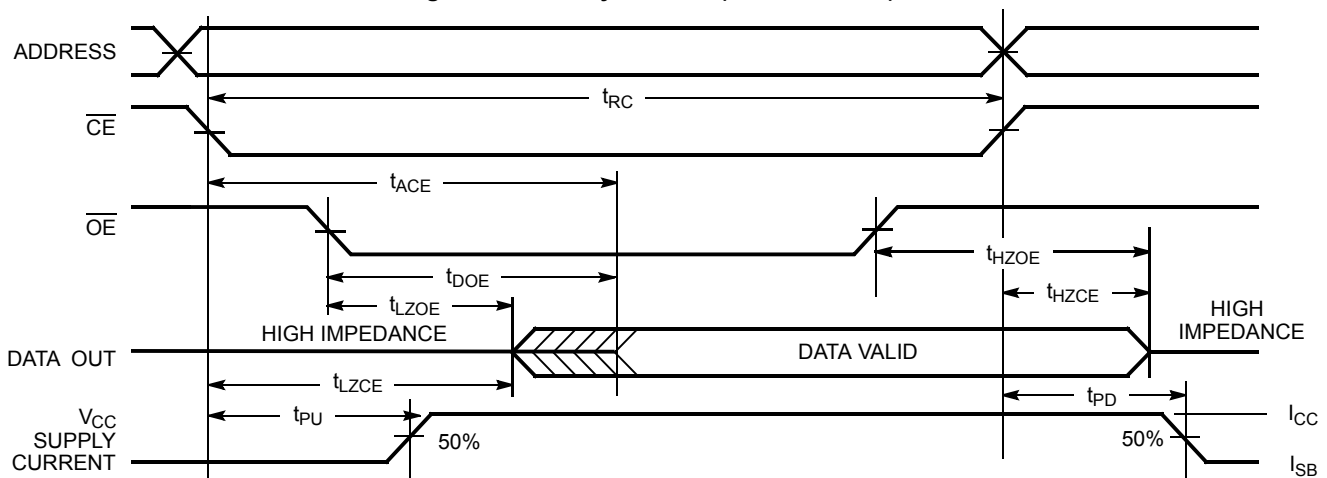 ADDRESS
tRC
CE
tACE
OE
tHZOE
tDOE
tHZCE
tLZOE
HIGH
IMPEDANCE
HIGH IMPEDANCE
DATA OUT
DATA VALID
tLZCE
tPD
VCC
SUPPLY
CURRENT
tPU
50%
50%
ICC
ISB